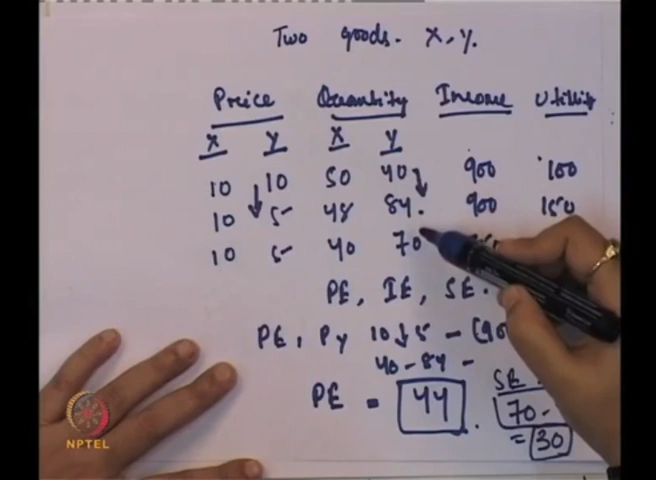 Two goods - X, Y.
Price Quantity Income Utility
X Y X Y
10 10 50 40 900 100
10 5 48 84 900 150
10 5 40 70
PE, IE, SE.
PE, Py 10 ↓ 5 - (90
40 - 84 -
PE = 44
SE
70 -
= 30
NPTEL